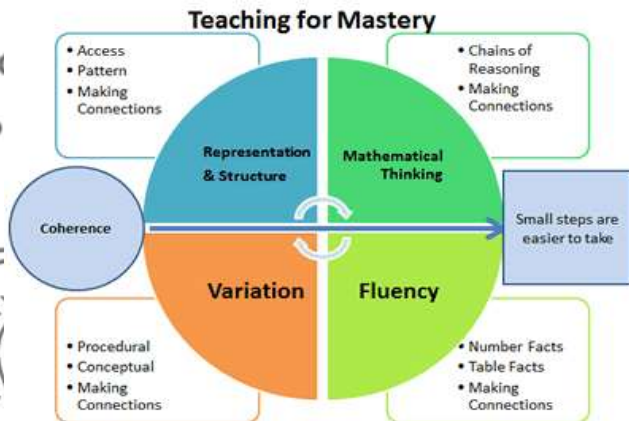 Teaching for Mastery
• Access
• Pattern
• Making
Connections
• Chains of
Reasoning
• Making
Connections
Representation
& Structure
Mathematical
Thinking
Coherence
Small steps are
easier to take
Variation
Fluency
• Procedural
• Conceptual
• Making
Connections
• Number Facts
• Table Facts
• Making
Connections